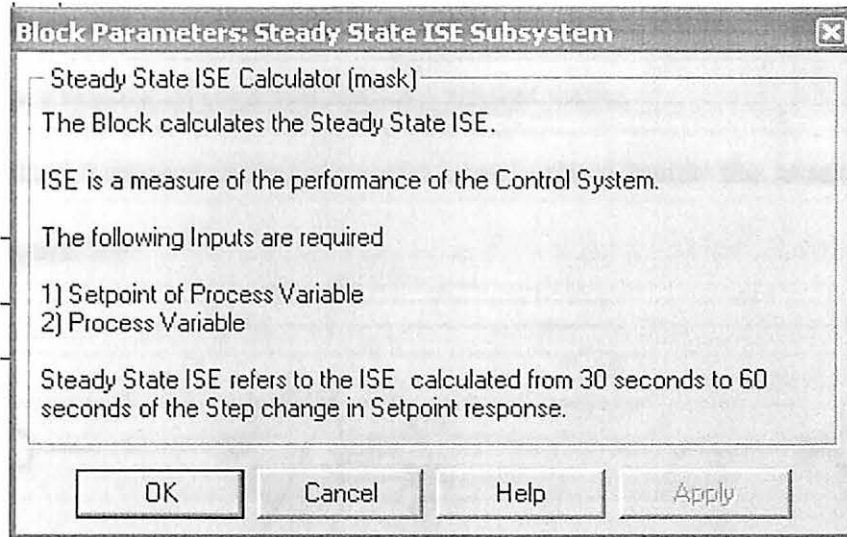 Block Parameters: Steady State ISE Subsystem
Steady State ISE Calculator (mask)
The Block calculates the Steady State ISE.
ISE is a measure of the performance of the Control System.
The following Inputs are required
1) Setpoint of Process Variable
2) Process Variable
Steady State ISE refers to the ISE calculated from 30 seconds to 60
seconds of the Step change in Setpoint response.
OK Cancel Help Apply